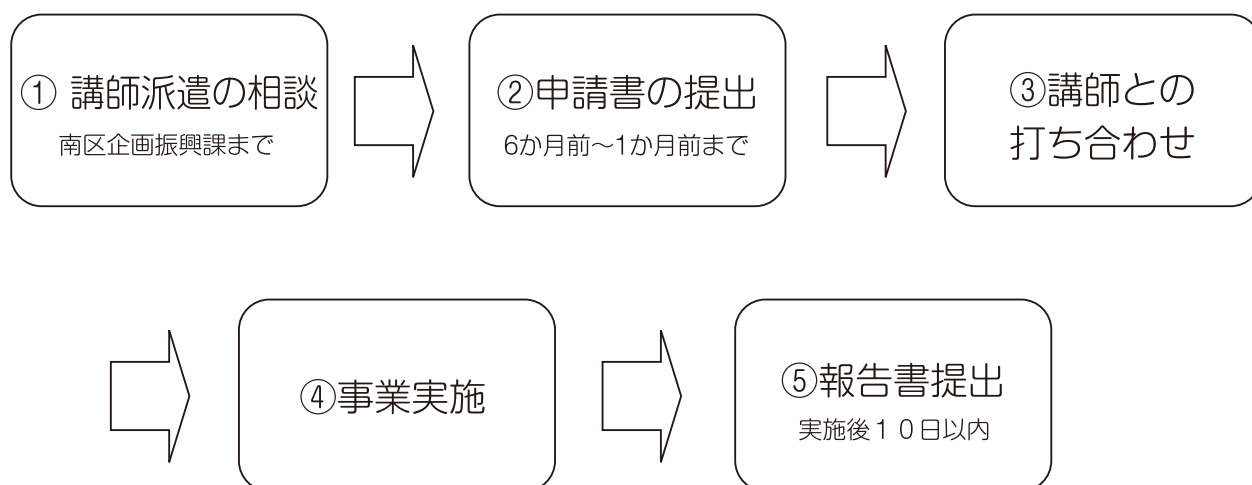 ① 講師派遣の相談
南区企画振興課まで
②申請書の提出
6か月前～1か月前まで
③講師との
打ち合わせ
④事業実施
⑤報告書提出
実施後１０日以内